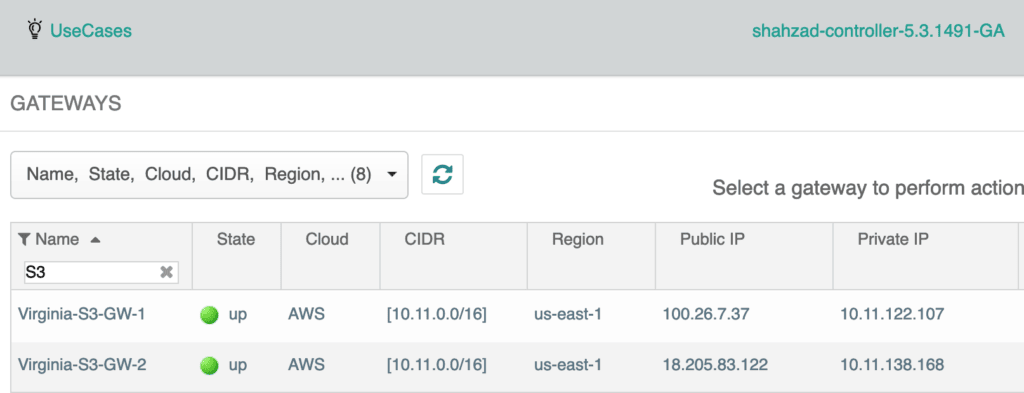 UseCases shahzad-controller-5.3.1491-GA
GATEWAYS
Name, State, Cloud, CIDR, Region, ... (8)
Select a gateway to perform action
Name State Cloud CIDR Region Public IP Private IP
S3
Virginia-S3-GW-1 up AWS [10.11.0.0/16] us-east-1 100.26.7.37 10.11.122.107
Virginia-S3-GW-2 up AWS [10.11.0.0/16] us-east-1 18.205.83.122 10.11.138.168